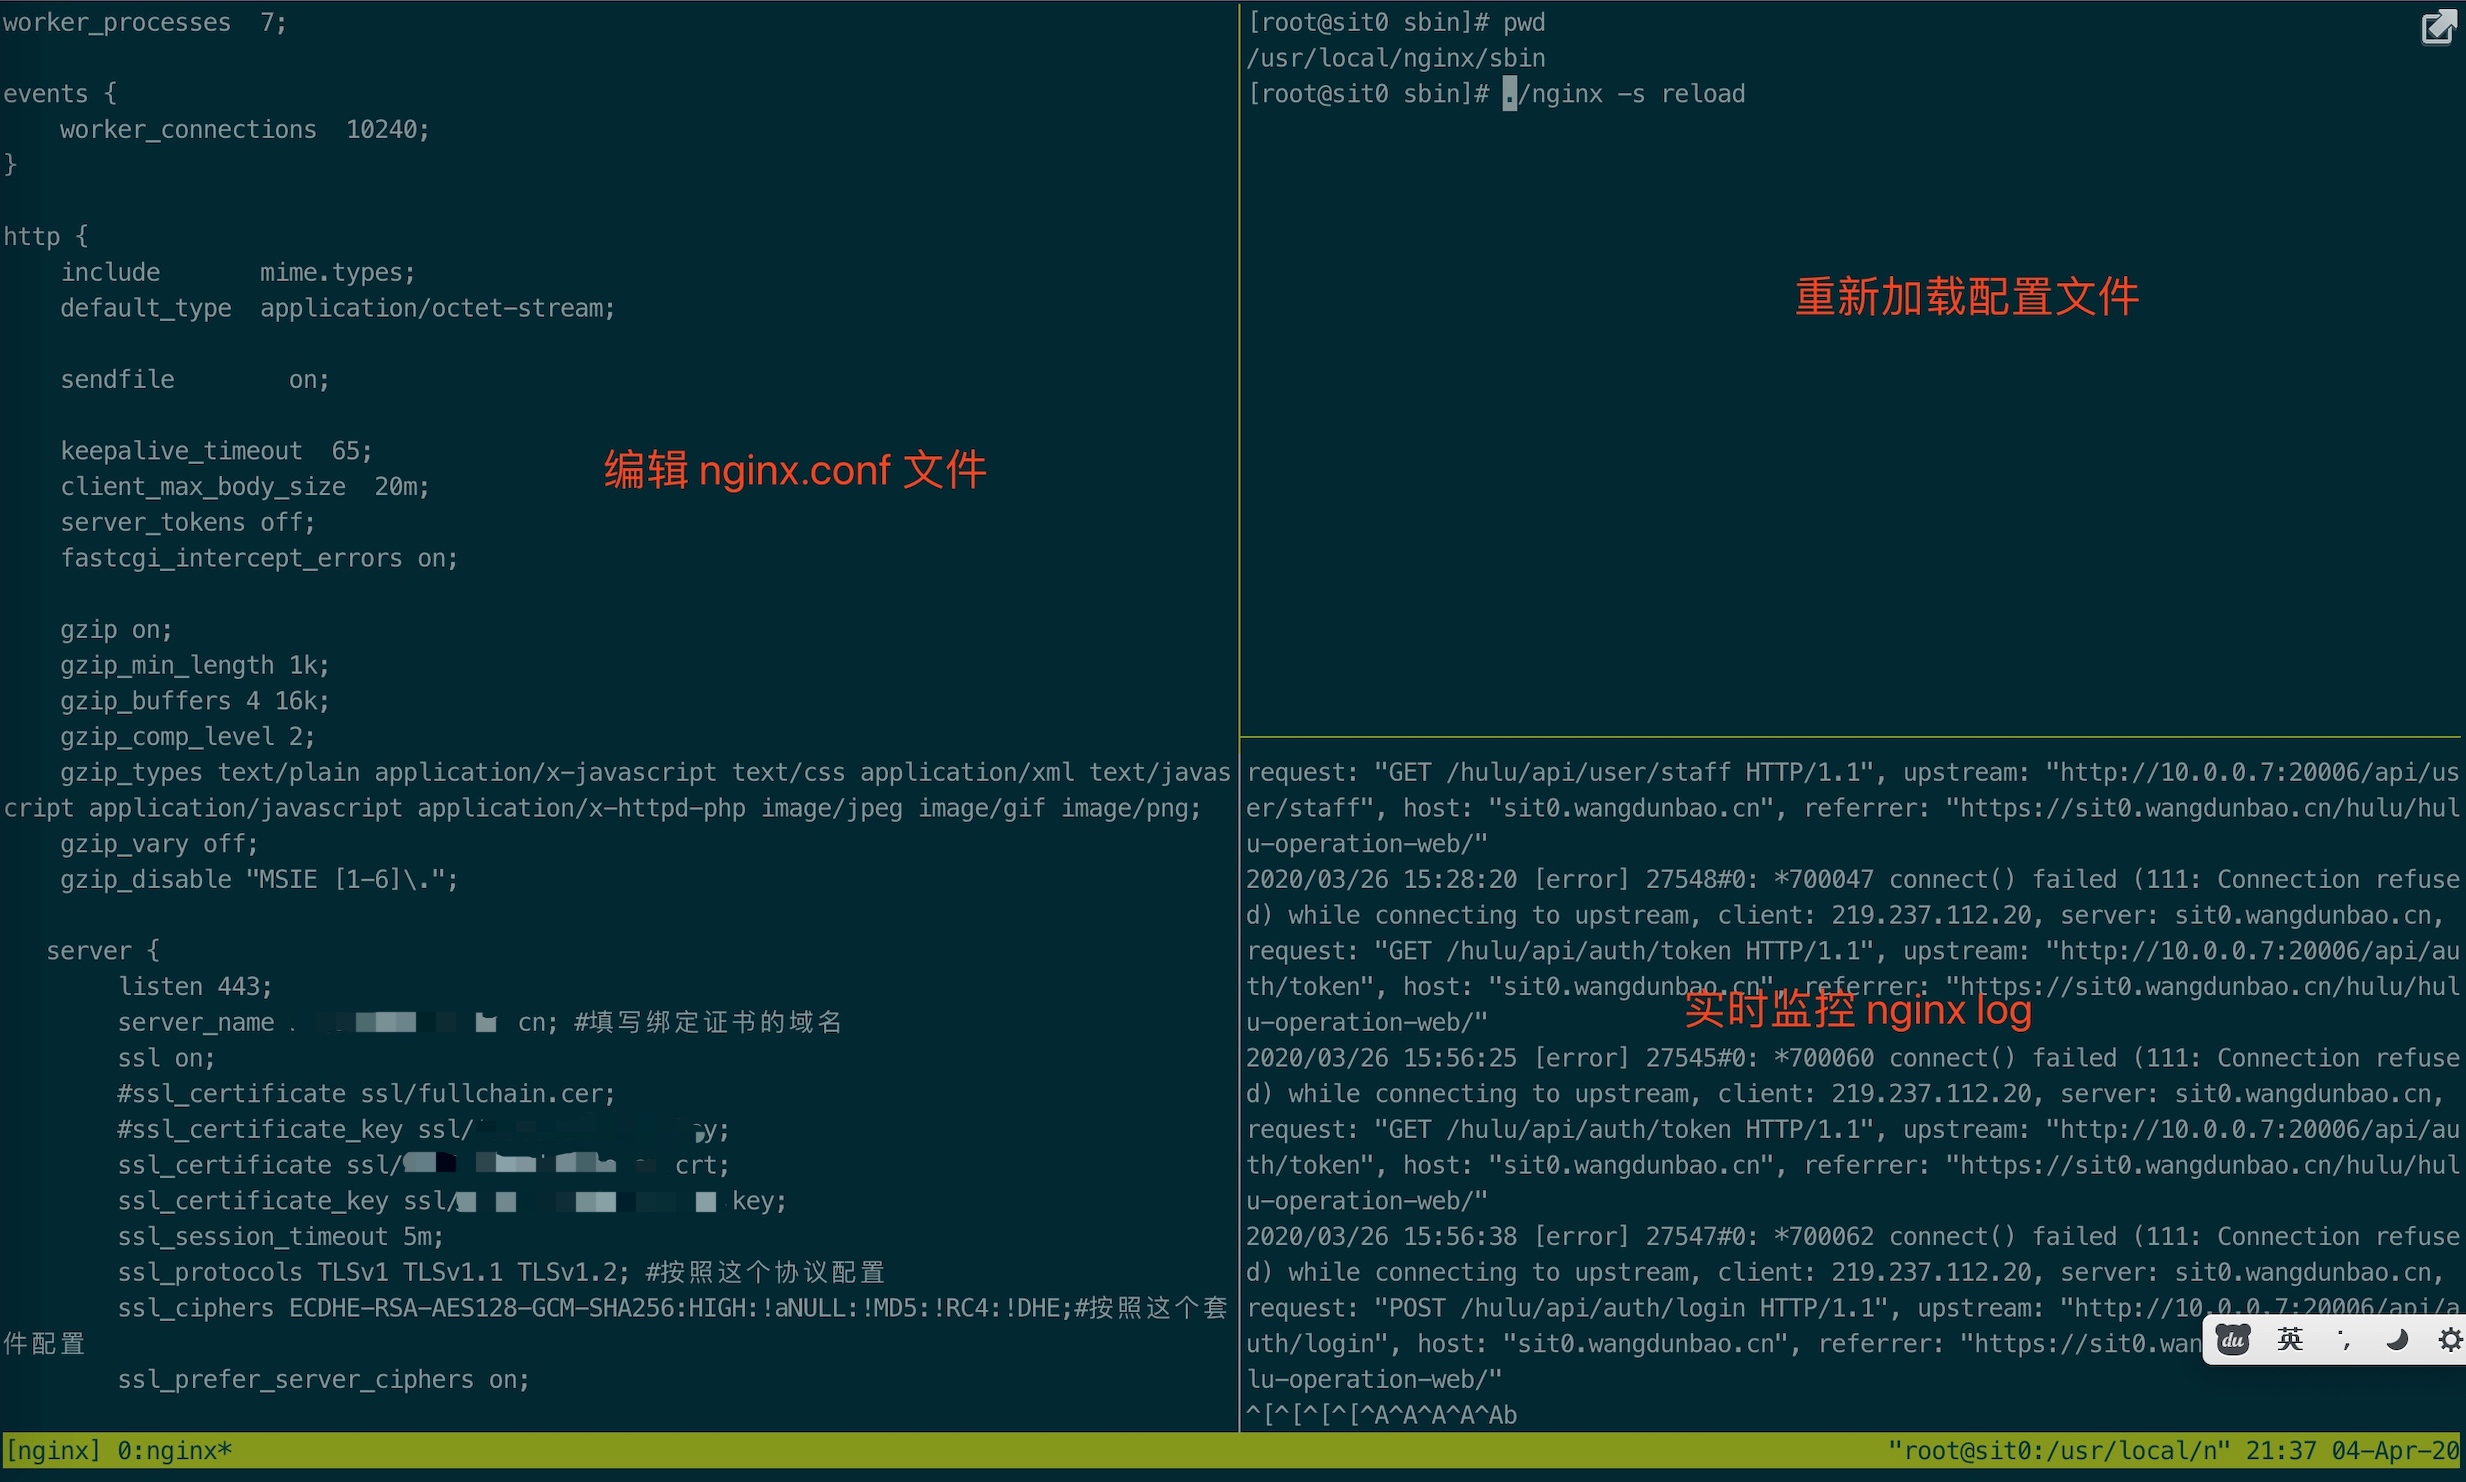 worker_processes  7;
events {
    worker_connections  10240;
}
http {
    include       mime.types;
    default_type  application/octet-stream;
    sendfile        on;
    keepalive_timeout  65;
    client_max_body_size  20m;
    server_tokens off;
    fastcgi_intercept_errors on;
    gzip on;
    gzip_min_length 1k;
    gzip_buffers 4 16k;
    gzip_comp_level 2;
    gzip_types text/plain application/x-javascript text/css application/xml text/javas
cript application/javascript application/x-httpd-php image/jpeg image/gif image/png;
    gzip_vary off;
    gzip_disable "MSIE [1-6]\.";
   server {
        listen 443;
        server_name cn; #填写绑定证书的域名
        ssl on;
        #ssl_certificate ssl/fullchain.cer;
        #ssl_certificate_key ssl/ y;
        ssl_certificate ssl/ crt;
        ssl_certificate_key ssl/ key;
        ssl_session_timeout 5m;
        ssl_protocols TLSv1 TLSv1.1 TLSv1.2; #按照这个协议配置
        ssl_ciphers ECDHE-RSA-AES128-GCM-SHA256:HIGH:!aNULL:!MD5:!RC4:!DHE;#按照这个套
件配置
        ssl_prefer_server_ciphers on;
编辑 nginx.conf 文件
[root@sit0 sbin]# pwd
/usr/local/nginx/sbin
[root@sit0 sbin]# ./nginx -s reload
重新加载配置文件
request: "GET /hulu/api/user/staff HTTP/1.1", upstream: "http://10.0.0.7:20006/api/us
er/staff", host: "sit0.wangdunbao.cn", referrer: "https://sit0.wangdunbao.cn/hulu/hul
u-operation-web/"
2020/03/26 15:28:20 [error] 27548#0: *700047 connect() failed (111: Connection refuse
d) while connecting to upstream, client: 219.237.112.20, server: sit0.wangdunbao.cn,
request: "GET /hulu/api/auth/token HTTP/1.1", upstream: "http://10.0.0.7:20006/api/au
th/token", host: "sit0.wangdunbao.cn", referrer: "https://sit0.wangdunbao.cn/hulu/hul
u-operation-web/"
实时监控 nginx log
2020/03/26 15:56:25 [error] 27545#0: *700060 connect() failed (111: Connection refuse
d) while connecting to upstream, client: 219.237.112.20, server: sit0.wangdunbao.cn,
request: "GET /hulu/api/auth/token HTTP/1.1", upstream: "http://10.0.0.7:20006/api/au
th/token", host: "sit0.wangdunbao.cn", referrer: "https://sit0.wangdunbao.cn/hulu/hul
u-operation-web/"
2020/03/26 15:56:38 [error] 27547#0: *700062 connect() failed (111: Connection refuse
d) while connecting to upstream, client: 219.237.112.20, server: sit0.wangdunbao.cn,
request: "POST /hulu/api/auth/login HTTP/1.1", upstream: "http://10.0.0.7:20006/api/a
uth/login", host: "sit0.wangdunbao.cn", referrer: "https://sit0.wan
lu-operation-web/"
^[^[^[^[^A^A^A^A^Ab
du 英 ',
[nginx] 0:nginx* "root@sit0:/usr/local/n" 21:37 04-Apr-20